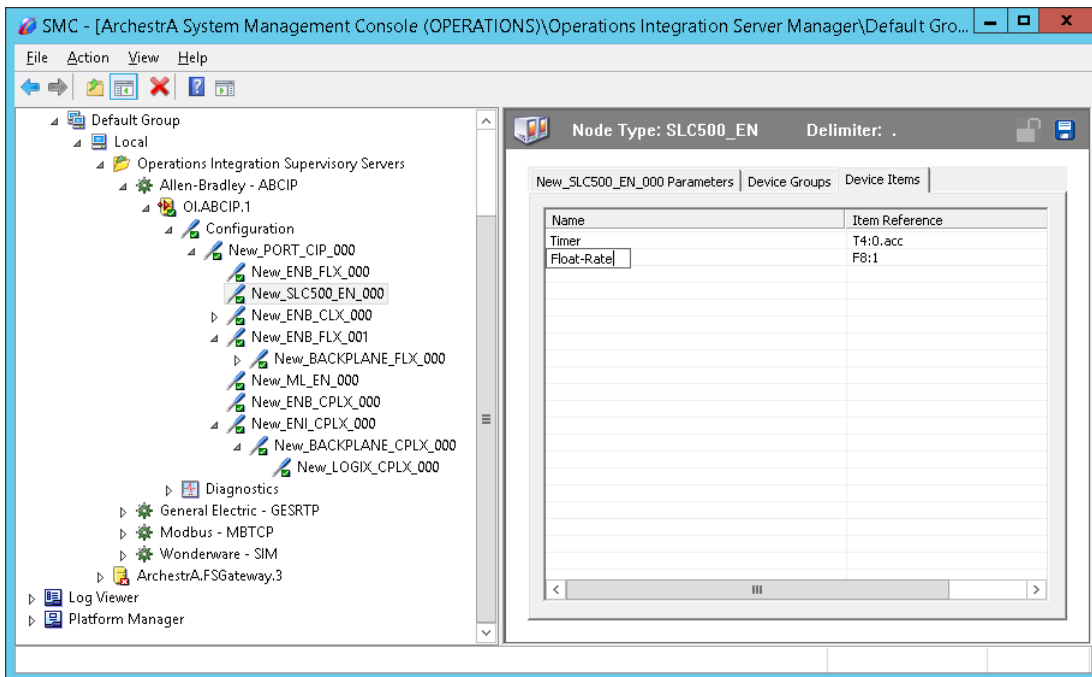 SMC - [ArchestrA System Management Console (OPERATIONS)\Operations Integration Server Manager\Default Gro...
File Action View Help
Default Group
Local
Operations Integration Supervisory Servers
Allen-Bradley - ABCIP
OI.ABCIP.1
Configuration
New_PORT_CIP_000
New_ENB_FLX_000
New_SLC500_EN_000
New_ENB_CLX_000
New_ENB_FLX_001
New_BACKPLANE_FLX_000
New_ML_EN_000
New_ENB_CPLX_000
New_ENI_CPLX_000
New_BACKPLANE_CPLX_000
New_LOGIX_CPLX_000
Diagnostics
General Electric - GESRTP
Modbus - MBTCP
Wonderware - SIM
ArchestrA.FSGateway.3
Log Viewer
Platform Manager
Node Type: SLC500_EN Delimiter: .
New_SLC500_EN_000 Parameters Device Groups Device Items
Name Item Reference
Timer T4:0.acc
Float-Rate F8:1